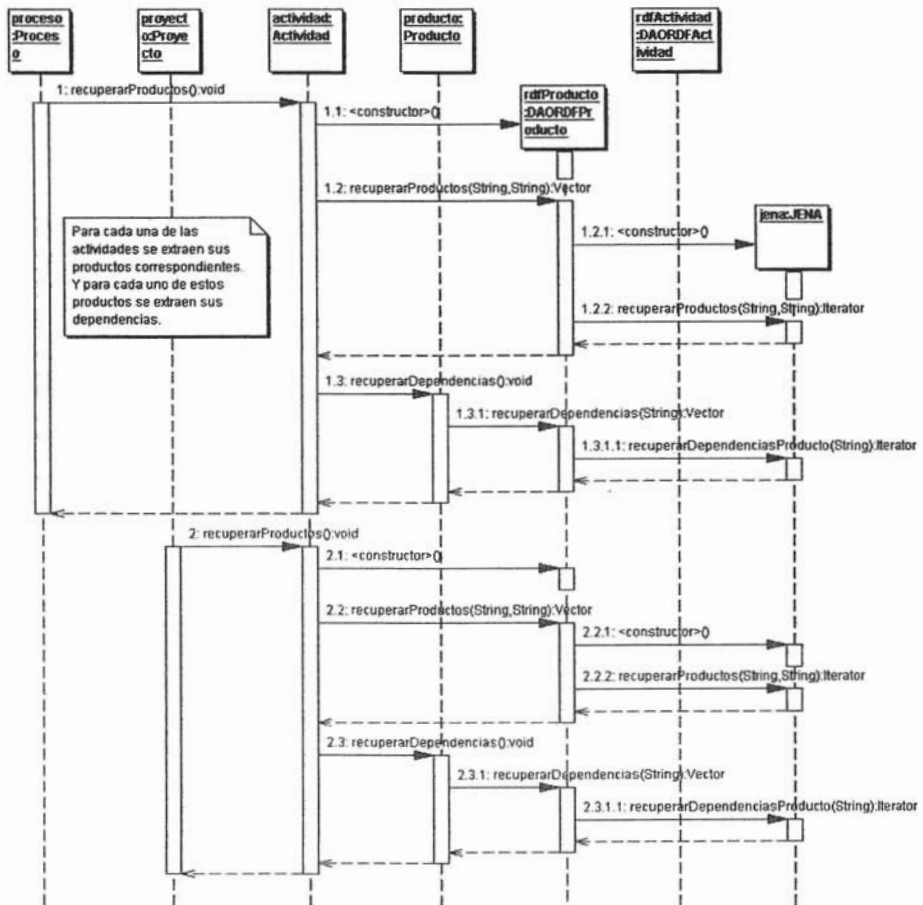 proceso
:Proces
o
proyect
o:Proye
cto
actividad:
Actividad
producto:
Producto
rdfActividad
:DAORDFAct
ividad
1: recuperarProductos():void
rdfProducto
:DAORDFPr
oducto
1.1: <constructor>()
1.2: recuperarProductos(String,String):Vector
jena:JENA
1.2.1: <constructor>()
Para cada una de las
actividades se extraen sus
productos correspondientes.
Y para cada uno de estos
productos se extraen sus
dependencias.
1.2.2: recuperarProductos(String,String):Iterator
1.3: recuperarDependencias():void
1.3.1: recuperarDependencias(String):Vector
1.3.1.1: recuperarDependenciasProducto(String):Iterator
2: recuperarProductos():void
2.1: <constructor>()
2.2: recuperarProductos(String,String):Vector
2.2.1: <constructor>()
2.2.2: recuperarProductos(String,String):Iterator
2.3: recuperarDependencias():void
2.3.1: recuperarDependencias(String):Vector
2.3.1.1: recuperarDependenciasProducto(String):Iterator